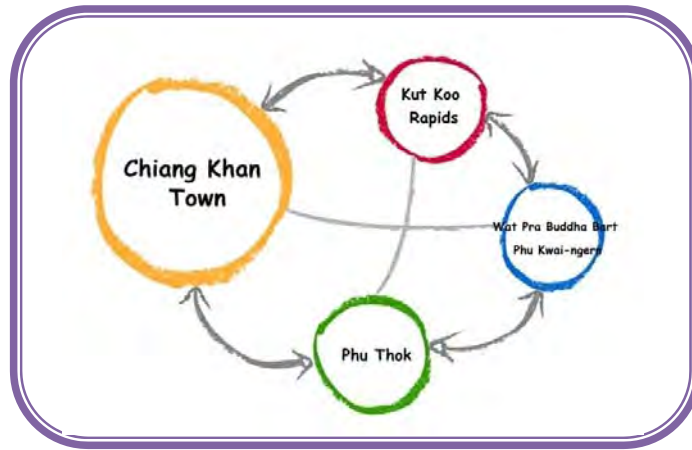 Chiang Khan
Town
Kut Koo
Rapids
Wat Pra Buddha Bart
Phu Kwai-ngern
Phu Thok